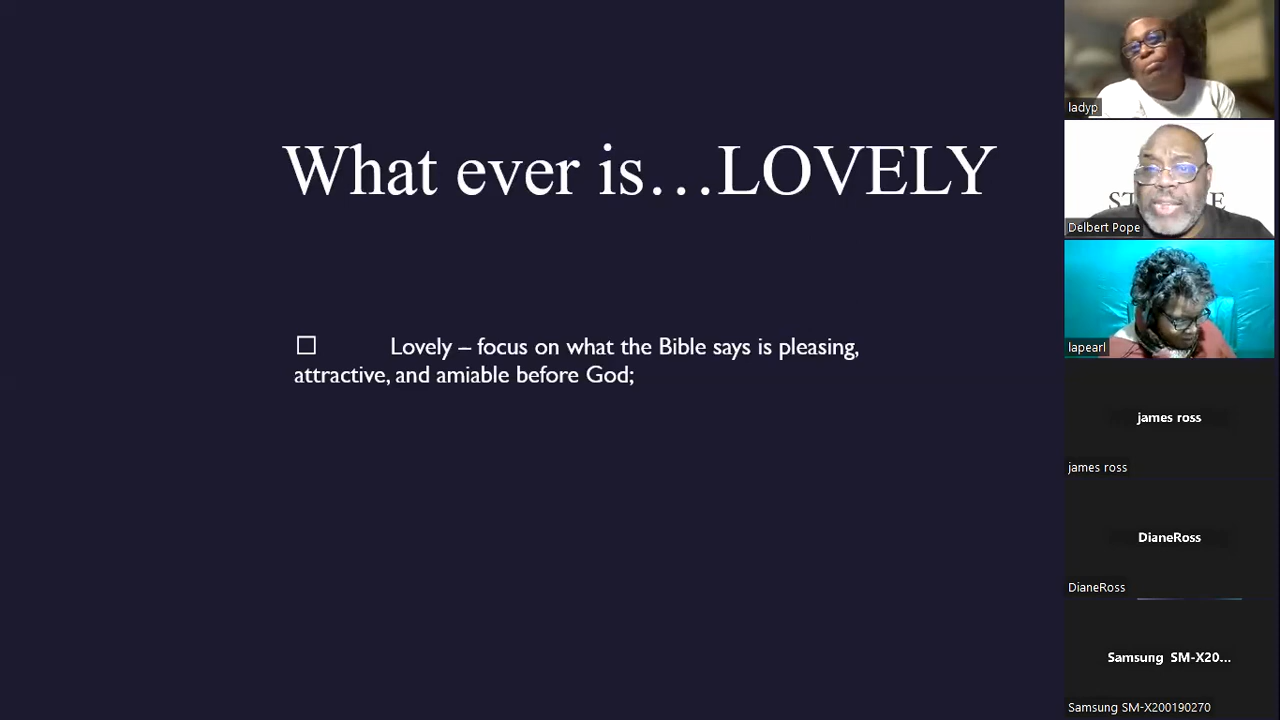 What ever is…LOVELY
☐ Lovely – focus on what the Bible says is pleasing,
attractive, and amiable before God;
ladyp
Delbert Pope
lapearl
james ross
james ross
DianeRoss
DianeRoss
Samsung SM-X20...
Samsung SM-X200190270